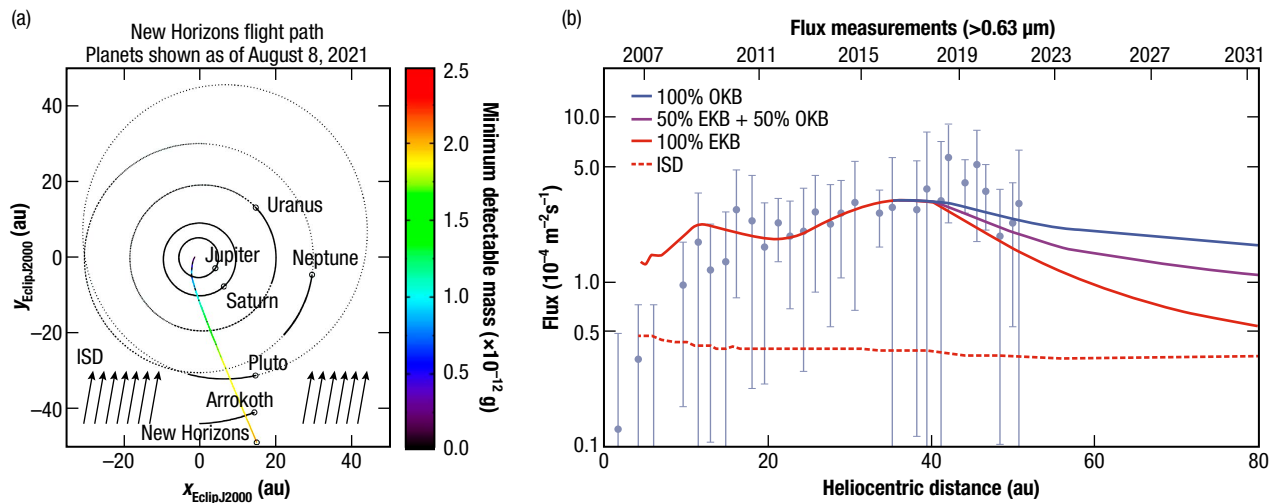 (a)
New Horizons flight path
Planets shown as of August 8, 2021
40
20
0
−20
−40
−20
0
20
40
y EclipJ2000 (au)
x EclipJ2000 (au)
Uranus
Jupiter
Neptune
Saturn
ISD
Pluto
Arrokoth
New Horizons
2.5
2.0
1.5
1.0
0.5
0.0
Minimum detectable mass (×10⁻¹² g)
(b)
Flux measurements (>0.63 µm)
2007
2011
2015
2019
2023
2027
2031
100% OKB
50% EKB + 50% OKB
100% EKB
ISD
10.0
5.0
1.0
0.5
0.1
Flux (10⁻⁴ m⁻²s⁻¹)
0
20
40
60
80
Heliocentric distance (au)